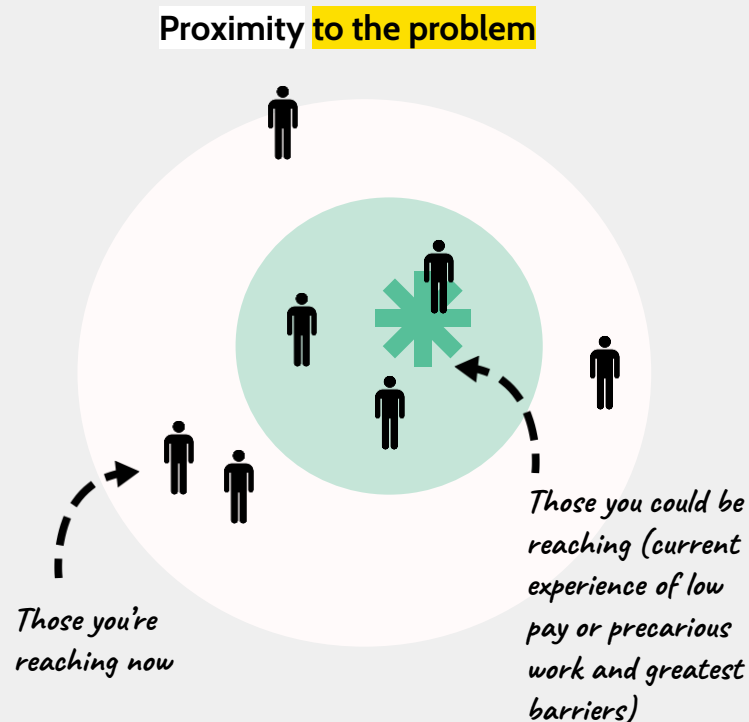 Proximity to the problem
Those you're
reaching now
Those you could be
reaching (current
experience of low
pay or precarious
work and greatest
barriers)